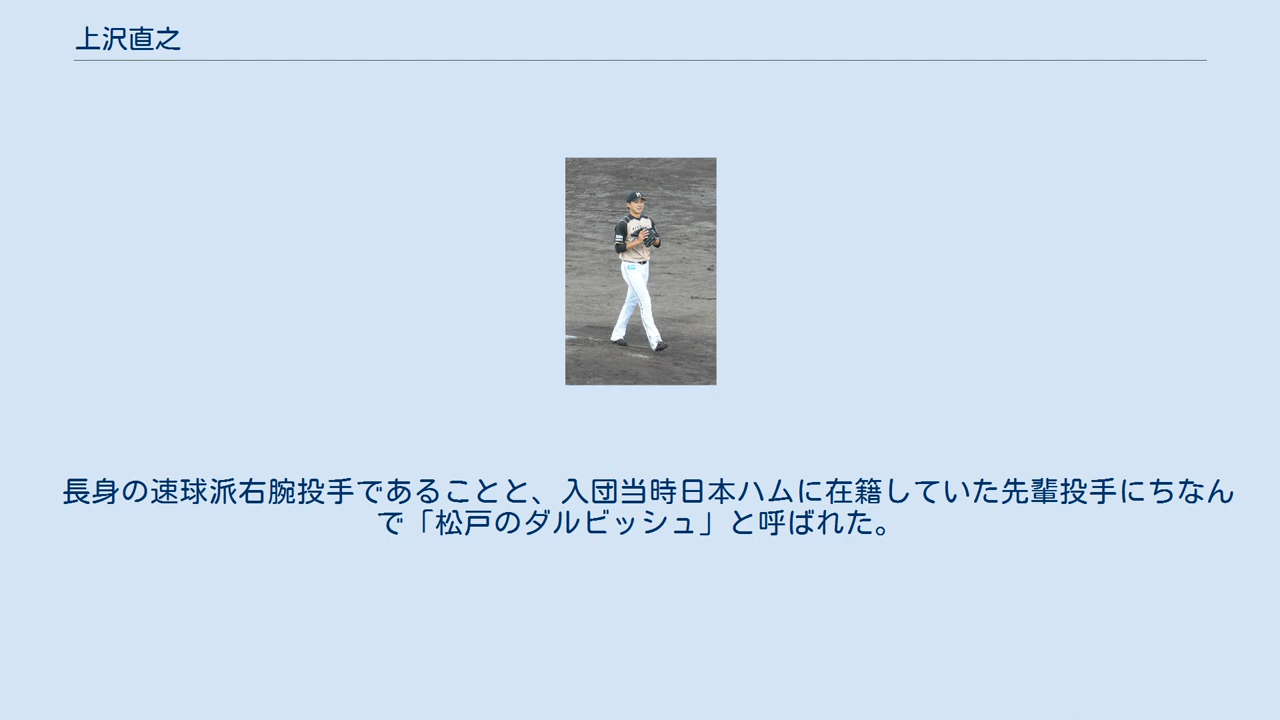 上沢直之
長身の速球派右腕投手であることと、入団当時日本ハムに在籍していた先輩投手にちなん
で「松戸のダルビッシュ」と呼ばれた。